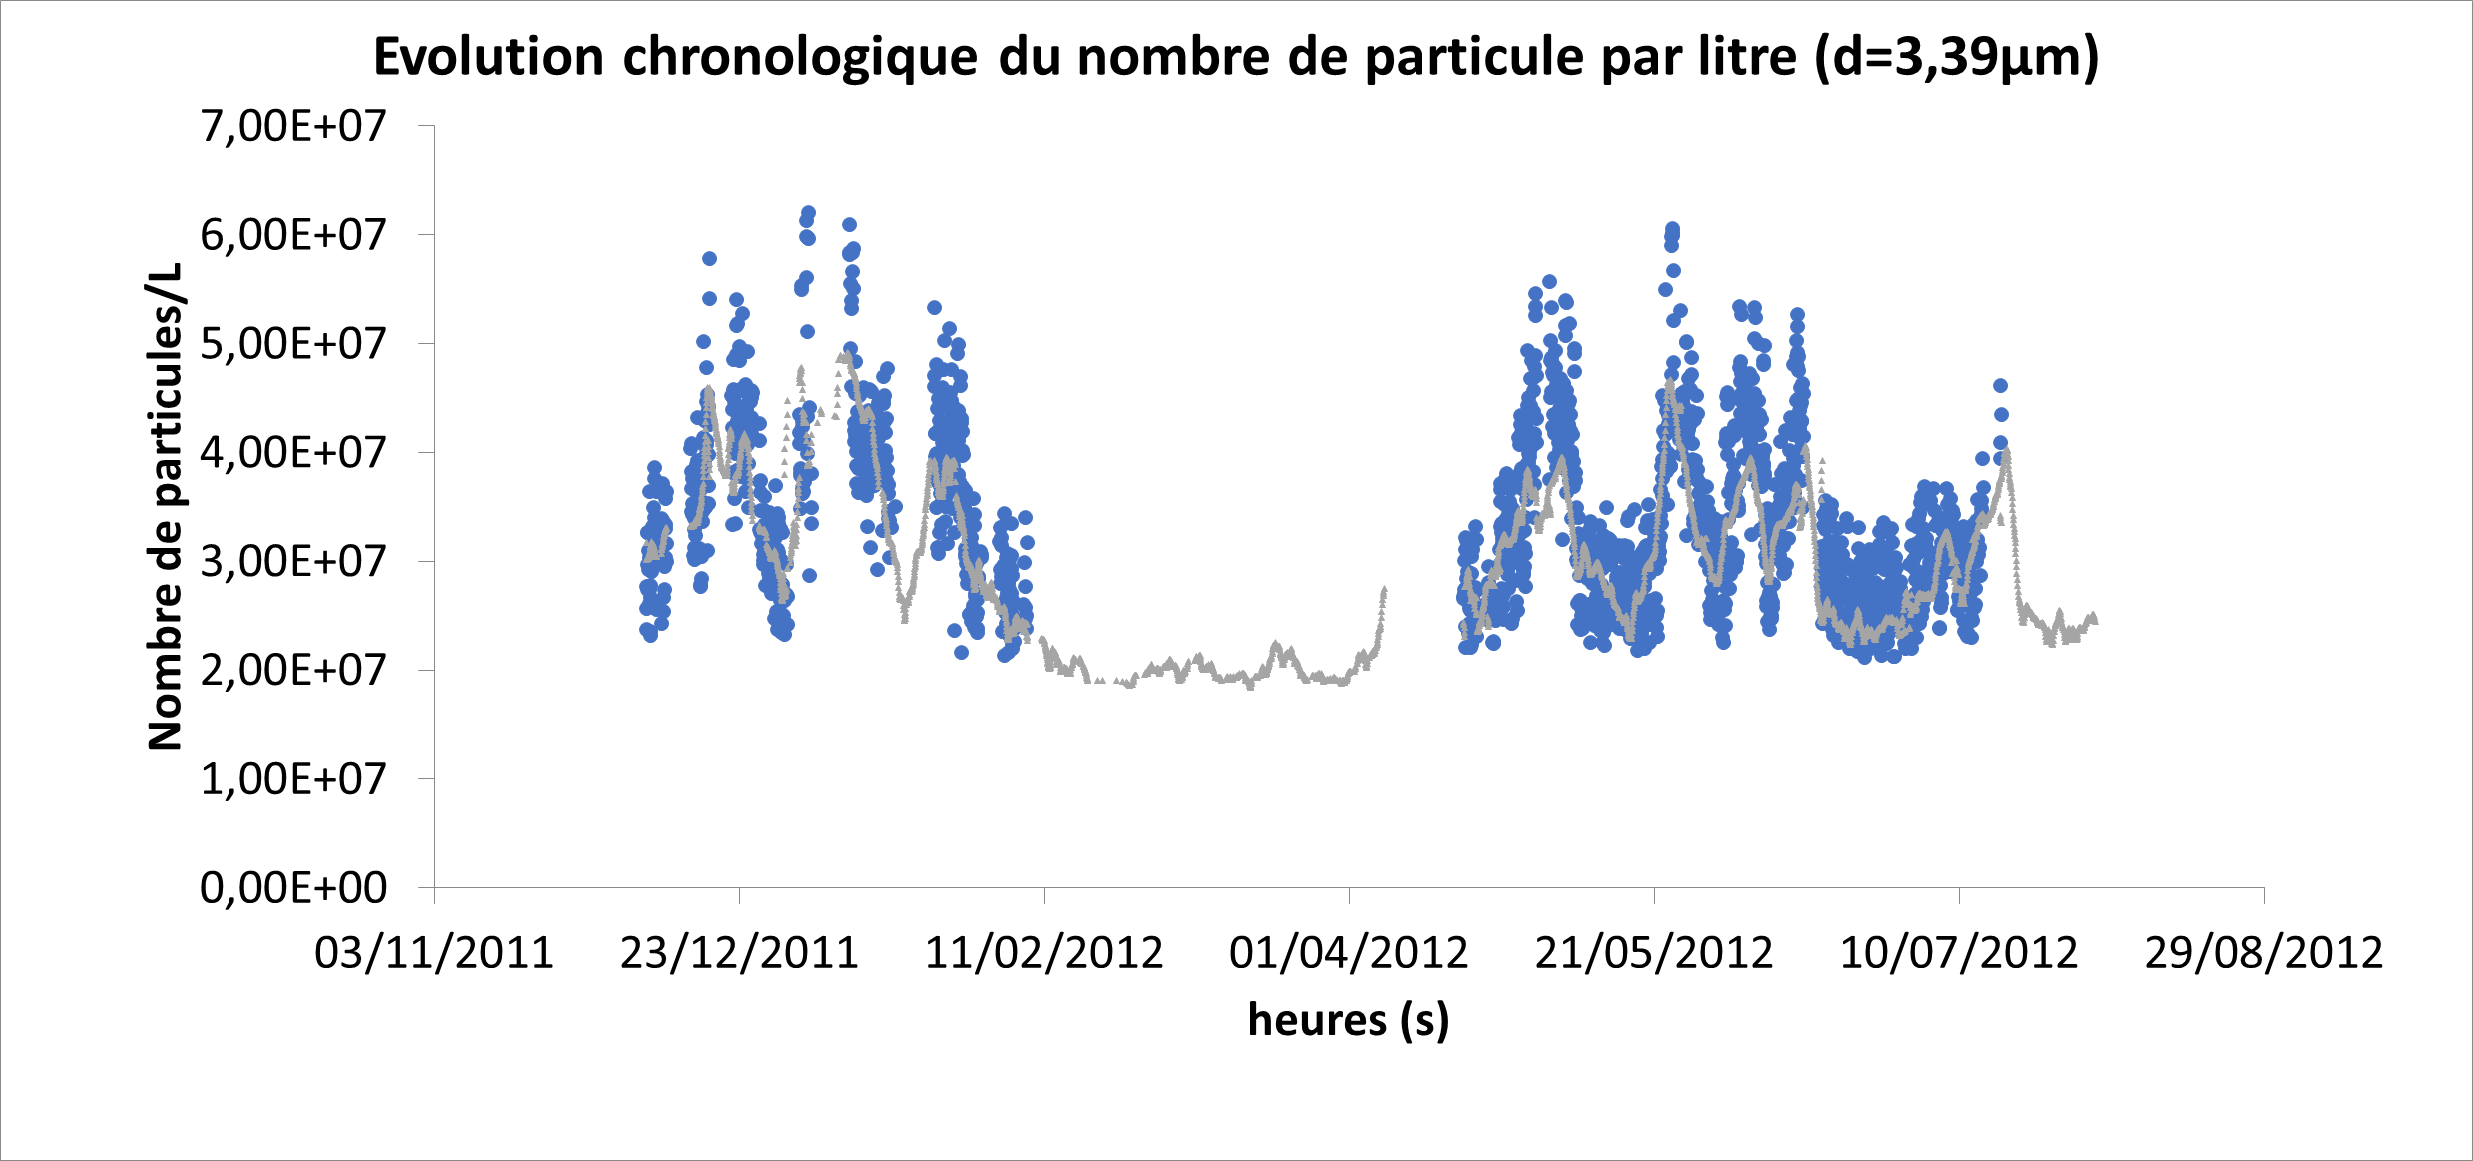 Evolution chronologique du nombre de particule par litre (d=3,39µm)
Nombre de particules/L
7,00E+07
6,00E+07
5,00E+07
4,00E+07
3,00E+07
2,00E+07
1,00E+07
0,00E+00
03/11/2011 23/12/2011 11/02/2012 01/04/2012 21/05/2012 10/07/2012 29/08/2012
heures (s)